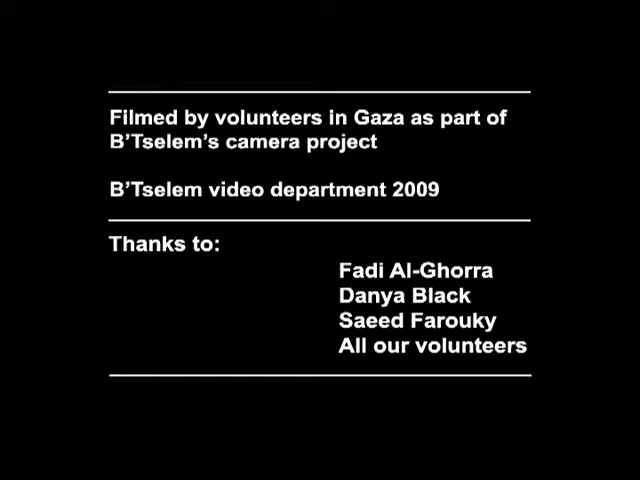 Filmed by volunteers in Gaza as part of
B'Tselem's camera project
B'Tselem video department 2009
Thanks to:
Fadi Al-Ghorra
Danya Black
Saeed Farouky
All our volunteers